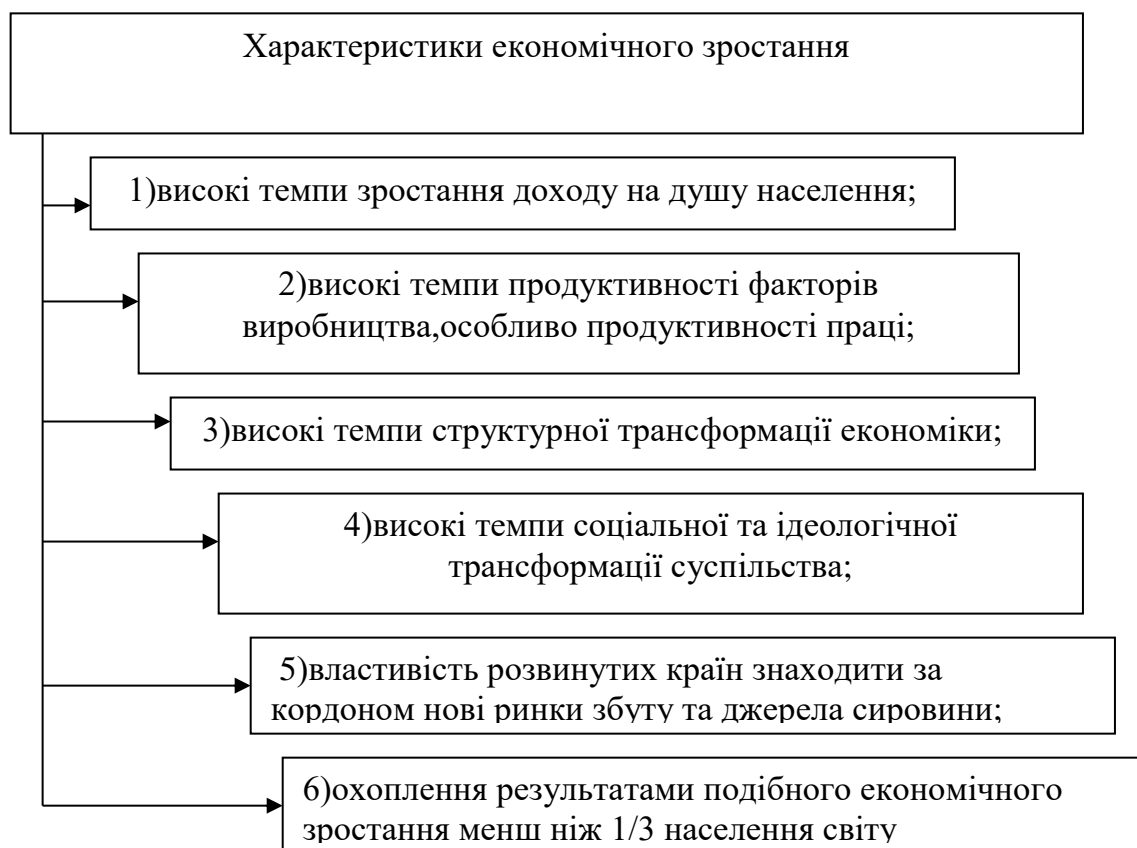 Характеристики економічного зростання
1)високі темпи зростання доходу на душу населення;
2)високі темпи продуктивності факторів
виробництва,особливо продуктивності праці;
3)високі темпи структурної трансформації економіки;
4)високі темпи соціальної та ідеологічної
трансформації суспільства;
5)властивість розвинутих країн знаходити за
кордоном нові ринки збуту та джерела сировини;
6)охоплення результатами подібного економічного
зростання менш ніж 1/3 населення світу